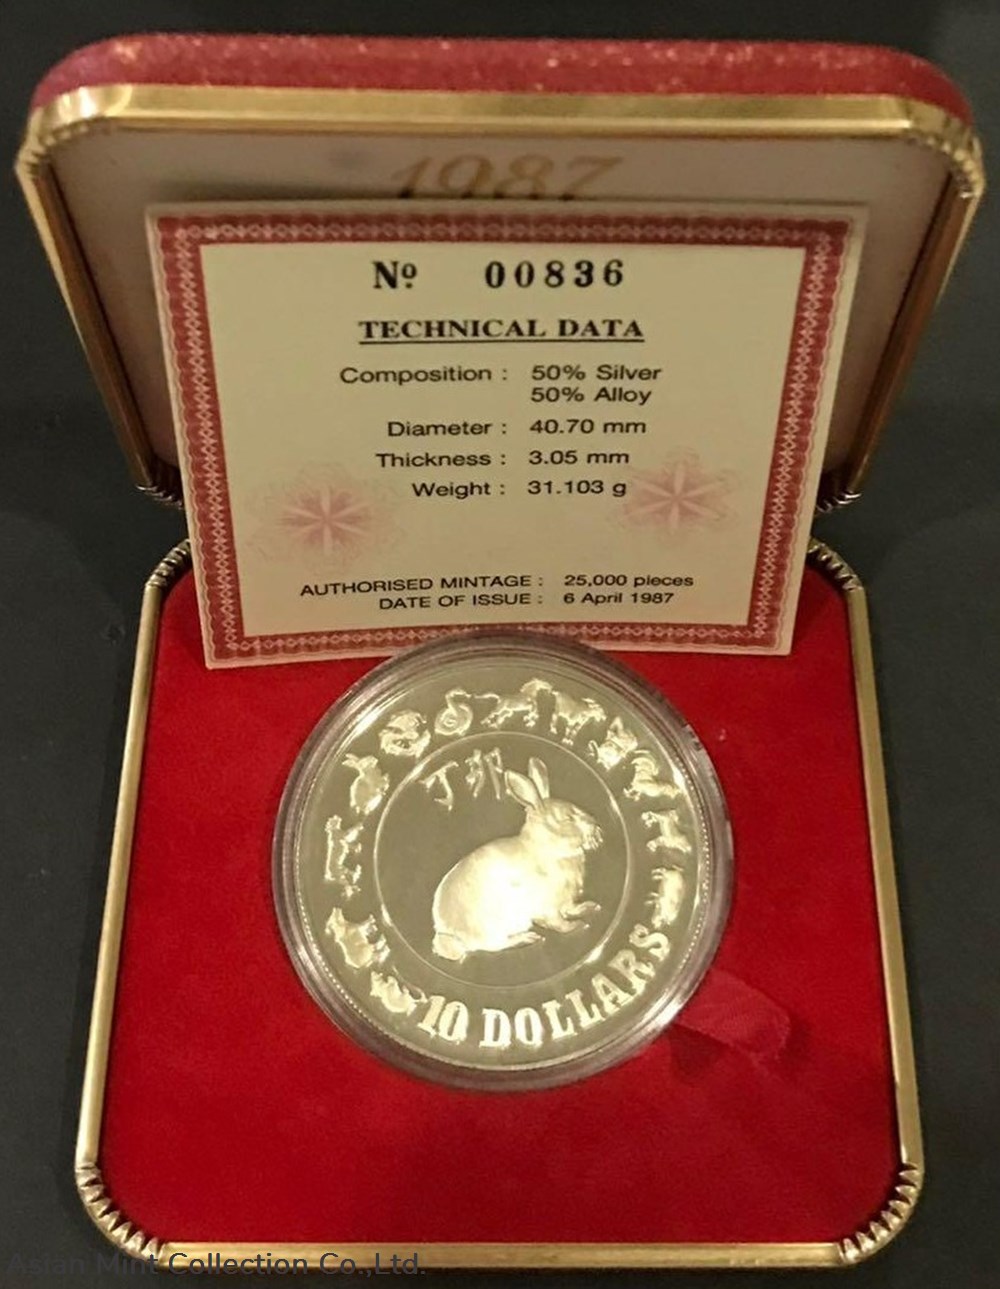 1987
Nº 00836
TECHNICAL DATA
Composition : 50% Silver
50% Alloy
Diameter : 40.70 mm
Thickness : 3.05 mm
Weight : 31.103 g
AUTHORISED MINTAGE : 25,000 pieces
DATE OF ISSUE : 6 April 1987
丁卯
10 DOLLARS
Asian Mint Collection Co.,Ltd.